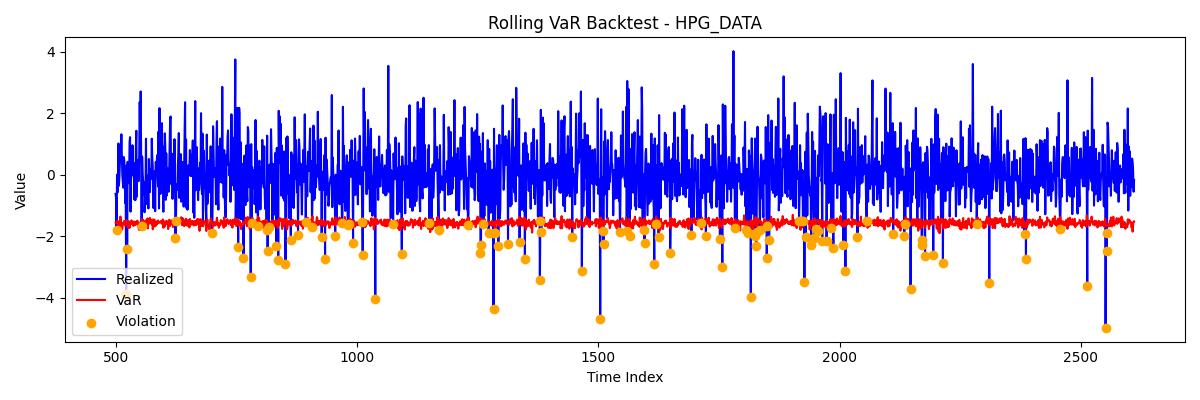 Rolling VaR Backtest - HPG_DATA
Value
4
2
0
−2
−4
Realized
VaR
Violation
500
1000
1500
2000
2500
Time Index